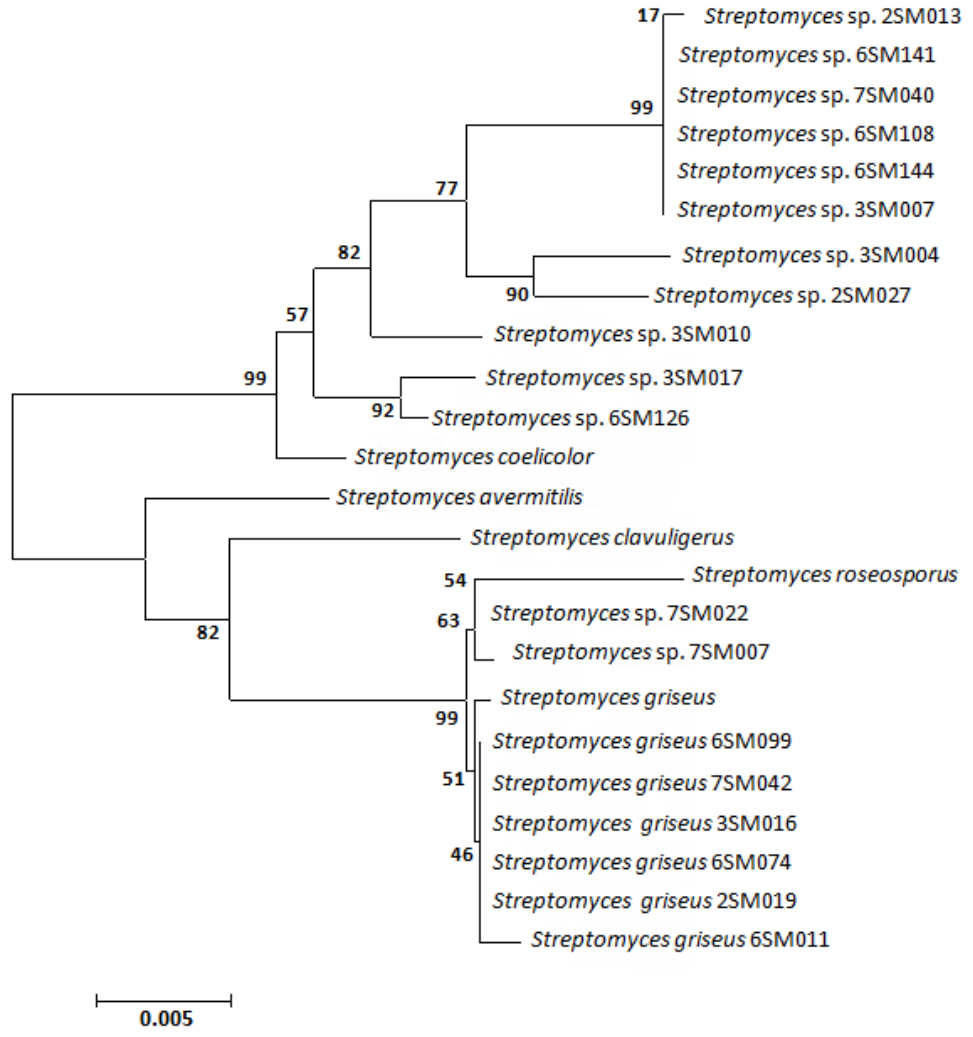 17
Streptomyces sp. 2SM013
Streptomyces sp. 6SM141
Streptomyces sp. 7SM040
99
Streptomyces sp. 6SM108
Streptomyces sp. 6SM144
77
Streptomyces sp. 3SM007
82
Streptomyces sp. 3SM004
90
Streptomyces sp. 2SM027
57
Streptomyces sp. 3SM010
99
Streptomyces sp. 3SM017
92
Streptomyces sp. 6SM126
Streptomyces coelicolor
Streptomyces avermitilis
Streptomyces clavuligerus
54
Streptomyces roseosporus
63
Streptomyces sp. 7SM022
82
Streptomyces sp. 7SM007
Streptomyces griseus
99
Streptomyces griseus 6SM099
51
Streptomyces griseus 7SM042
Streptomyces griseus 3SM016
46
Streptomyces griseus 6SM074
Streptomyces griseus 2SM019
Streptomyces griseus 6SM011
0.005